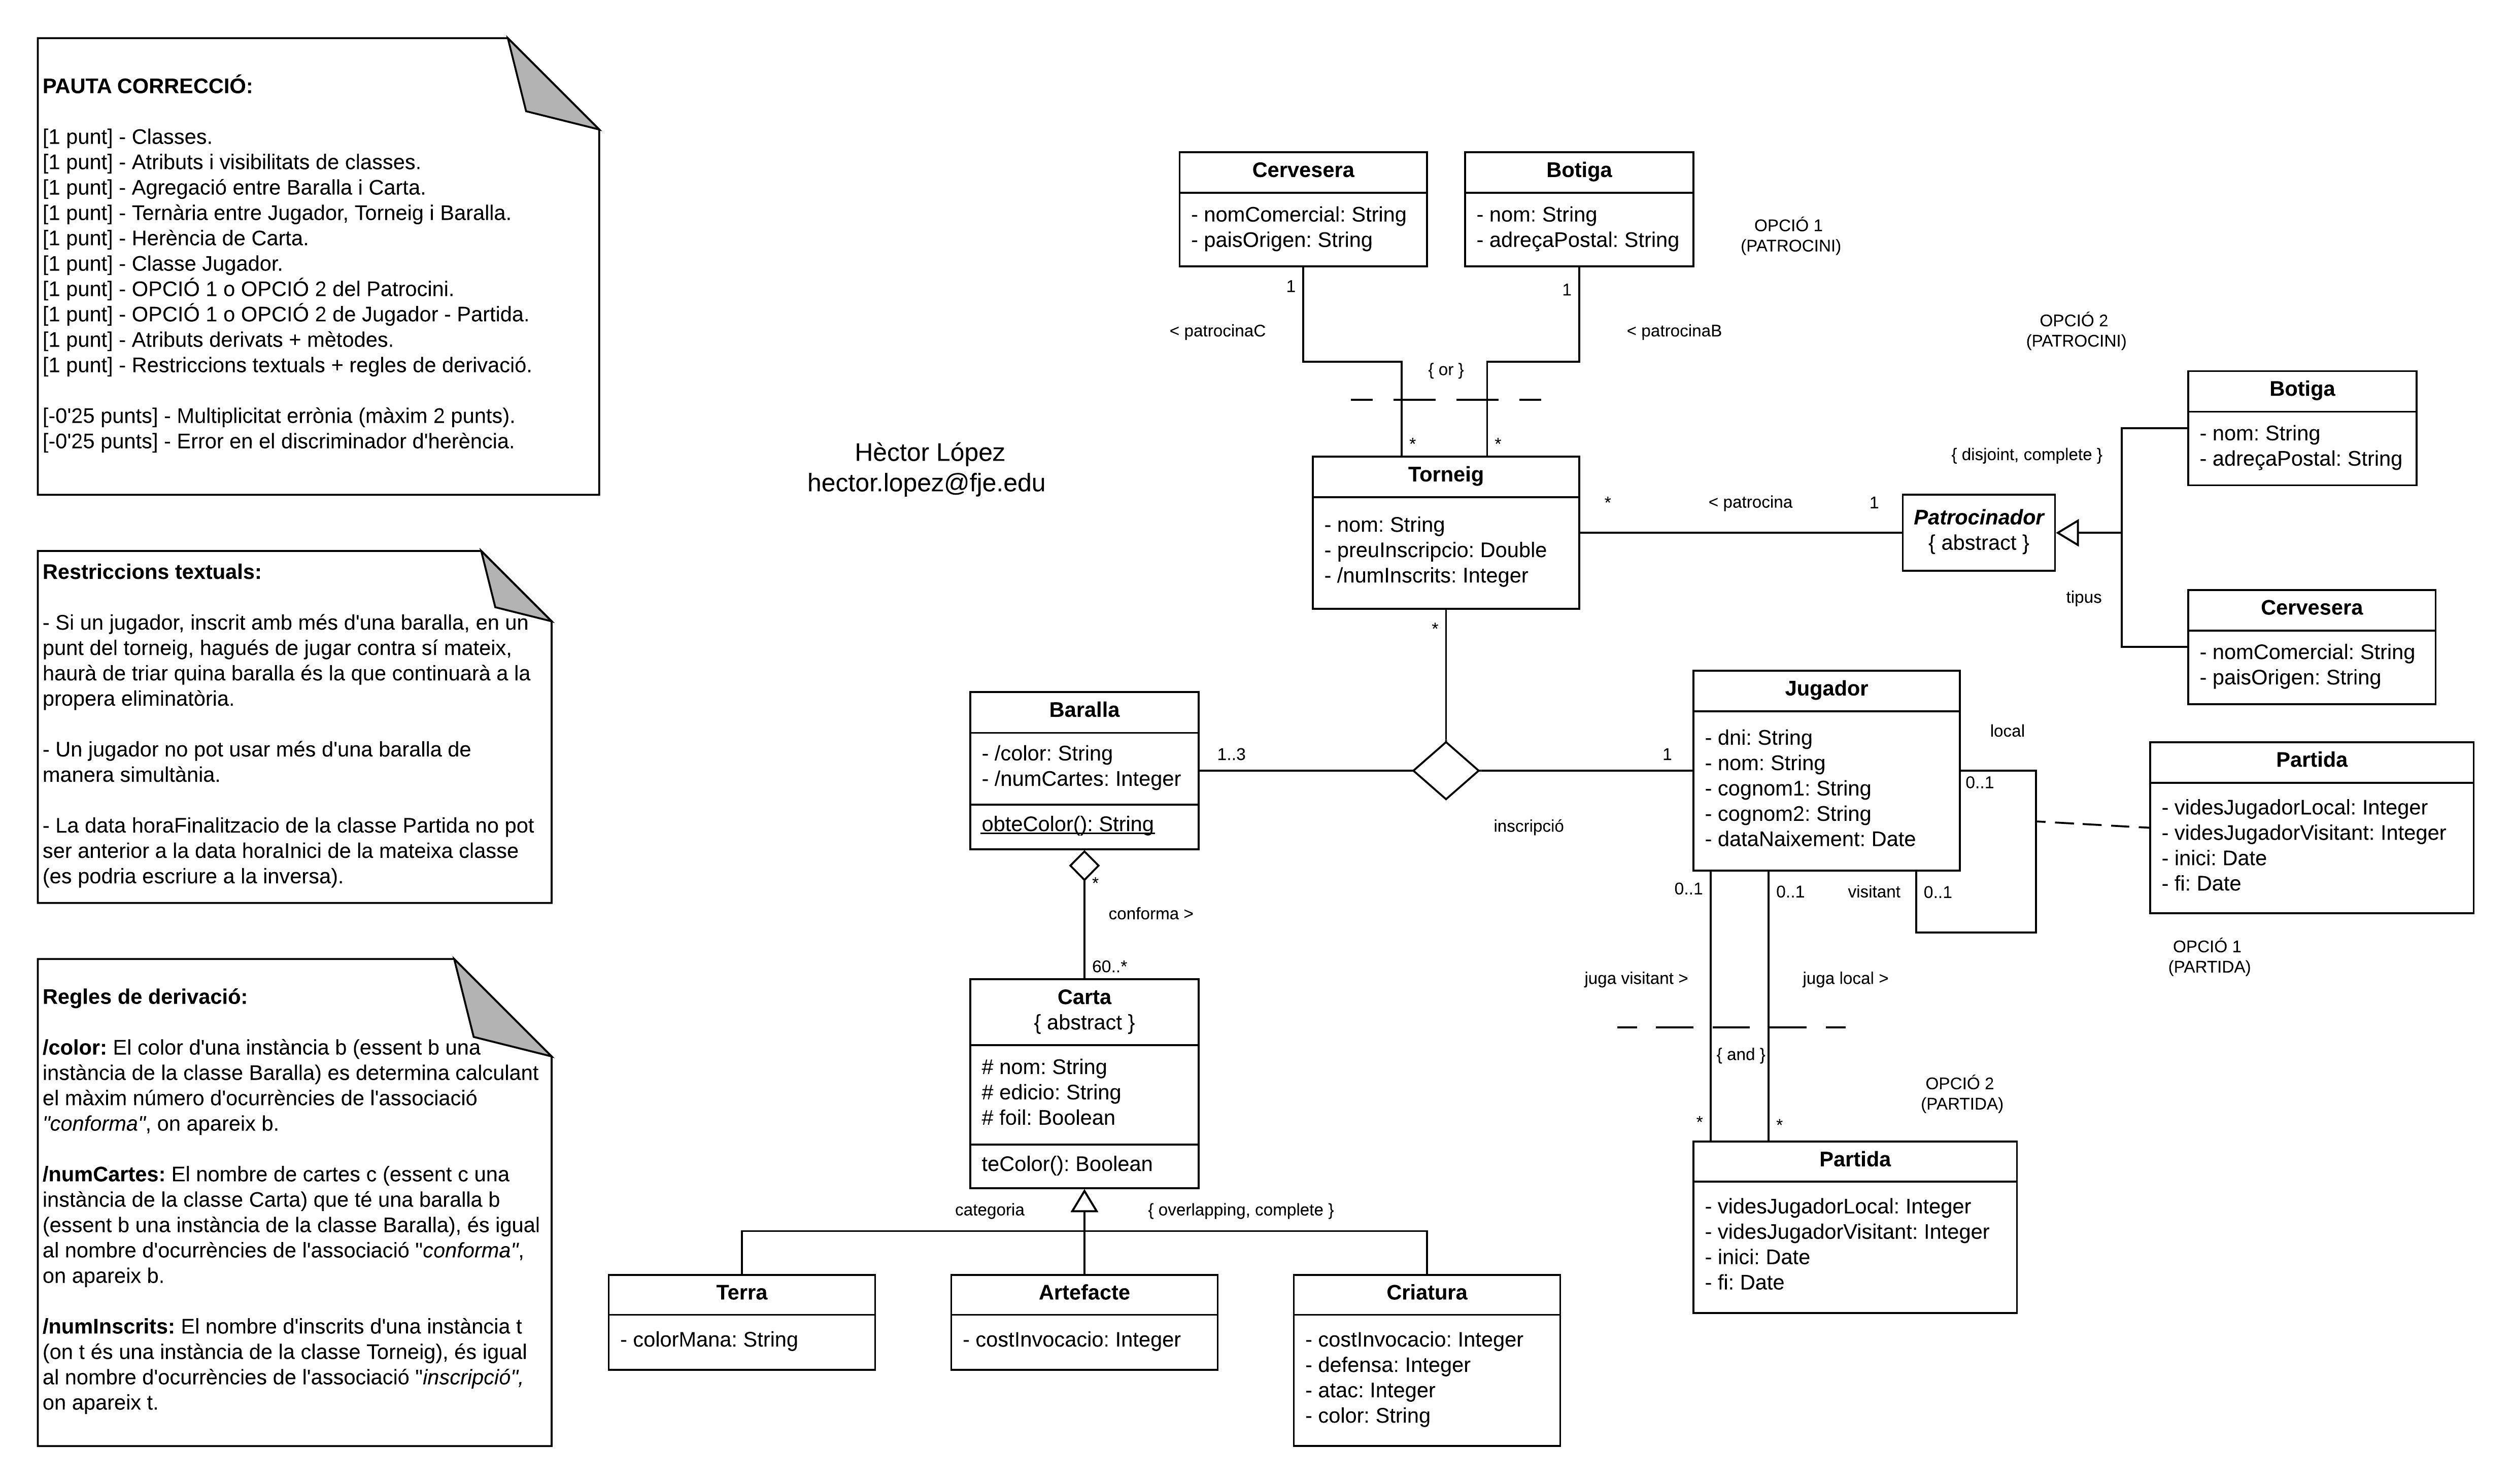 PAUTA CORRECCIÓ:
[1 punt] - Classes.
[1 punt] - Atributs i visibilitats de classes.
[1 punt] - Agregació entre Baralla i Carta.
[1 punt] - Ternària entre Jugador, Torneig i Baralla.
[1 punt] - Herència de Carta.
[1 punt] - Classe Jugador.
[1 punt] - OPCIÓ 1 o OPCIÓ 2 del Patrocini.
[1 punt] - OPCIÓ 1 o OPCIÓ 2 de Jugador - Partida.
[1 punt] - Atributs derivats + mètodes.
[1 punt] - Restriccions textuals + regles de derivació.
[-0'25 punts] - Multiplicitat errònia (màxim 2 punts).
[-0'25 punts] - Error en el discriminador d'herència.
Restriccions textuals:
- Si un jugador, inscrit amb més d'una baralla, en un
punt del torneig, hagués de jugar contra sí mateix,
haurà de triar quina baralla és la que continuarà a la
propera eliminatòria.
- Un jugador no pot usar més d'una baralla de
manera simultània.
- La data horaFinalitzacio de la classe Partida no pot
ser anterior a la data horaInici de la mateixa classe
(es podria escriure a la inversa).
Regles de derivació:
/color: El color d'una instància b (essent b una
instància de la classe Baralla) es determina calculant
el màxim número d'ocurrències de l'associació
"conforma", on apareix b.
/numCartes: El nombre de cartes c (essent c una
instància de la classe Carta) que té una baralla b
(essent b una instància de la classe Baralla), és igual
al nombre d'ocurrències de l'associació "conforma",
on apareix b.
/numInscrits: El nombre d'inscrits d'una instància t
(on t és una instància de la classe Torneig), és igual
al nombre d'ocurrències de l'associació "inscripció",
on apareix t.
Hèctor López
hector.lopez@fje.edu
Cervesera
- nomComercial: String
- paisOrigen: String
Botiga
- nom: String
- adreçaPostal: String
OPCIÓ 1
(PATROCINI)
1
1
< patrocinaC
< patrocinaB
{ or }
*
*
OPCIÓ 2
(PATROCINI)
Torneig
- nom: String
- preuInscripcio: Double
- /numInscrits: Integer
*
< patrocina
1
Patrocinador
{ abstract }
{ disjoint, complete }
tipus
Botiga
- nom: String
- adreçaPostal: String
Cervesera
- nomComercial: String
- paisOrigen: String
*
Baralla
- /color: String
- /numCartes: Integer
obteColor(): String
1..3
1
inscripció
Jugador
- dni: String
- nom: String
- cognom1: String
- cognom2: String
- dataNaixement: Date
local
0..1
visitant
0..1
Partida
- videsJugadorLocal: Integer
- videsJugadorVisitant: Integer
- inici: Date
- fi: Date
OPCIÓ 1
(PARTIDA)
0..1
0..1
juga visitant >
juga local >
{ and }
*
*
OPCIÓ 2
(PARTIDA)
Partida
- videsJugadorLocal: Integer
- videsJugadorVisitant: Integer
- inici: Date
- fi: Date
*
conforma >
60..*
Carta
{ abstract }
# nom: String
# edicio: String
# foil: Boolean
teColor(): Boolean
categoria
{ overlapping, complete }
Terra
- colorMana: String
Artefacte
- costInvocacio: Integer
Criatura
- costInvocacio: Integer
- defensa: Integer
- atac: Integer
- color: String